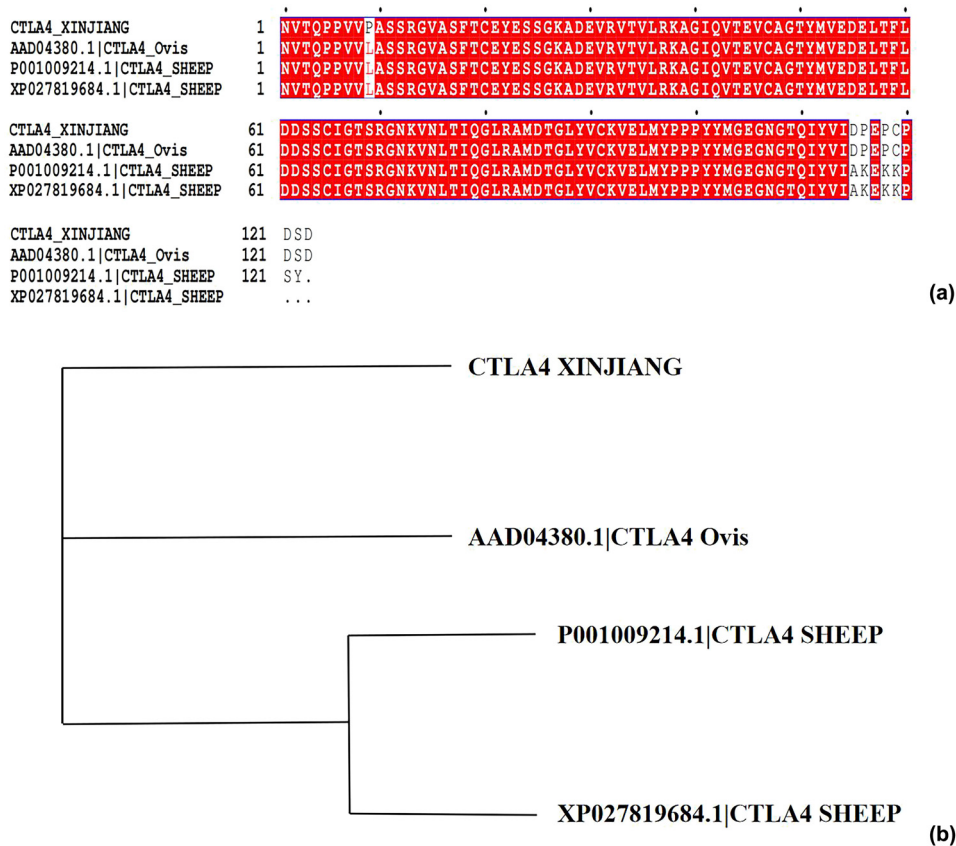 CTLA4_XINJIANG 1 NVTQPPVVPASSRGVASFTCEYESSGKADEVRVTVLRKAGIQVTEVCAGTYMVEDELTFL
AAD04380.1|CTLA4_Ovis 1 NVTQPPVVLASSRGVASFTCEYESSGKADEVRVTVLRKAGIQVTEVCAGTYMVEDELTFL
P001009214.1|CTLA4_SHEEP 1 NVTQPPVVLASSRGVASFTCEYESSGKADEVRVTVLRKAGIQVTEVCAGTYMVEDELTFL
XP027819684.1|CTLA4_SHEEP 1 NVTQPPVVLASSRGVASFTCEYESSGKADEVRVTVLRKAGIQVTEVCAGTYMVEDELTFL
CTLA4_XINJIANG 61 DDSSCIGTSRGNKVNLTIQGLRAMDTGLYVCKVELMYPPPYYMGEGNGTQIYVIDPEPCP
AAD04380.1|CTLA4_Ovis 61 DDSSCIGTSRGNKVNLTIQGLRAMDTGLYVCKVELMYPPPYYMGEGNGTQIYVIDPEPCP
P001009214.1|CTLA4_SHEEP 61 DDSSCIGTSRGNKVNLTIQGLRAMDTGLYVCKVELMYPPPYYMGEGNGTQIYVIAKEKKP
XP027819684.1|CTLA4_SHEEP 61 DDSSCIGTSRGNKVNLTIQGLRAMDTGLYVCKVELMYPPPYYMGEGNGTQIYVIAKEKKP
CTLA4_XINJIANG 121 DSD
AAD04380.1|CTLA4_Ovis 121 DSD
P001009214.1|CTLA4_SHEEP 121 SY.
XP027819684.1|CTLA4_SHEEP ...
(a)
CTLA4 XINJIANG
AAD04380.1|CTLA4 Ovis
P001009214.1|CTLA4 SHEEP
XP027819684.1|CTLA4 SHEEP
(b)